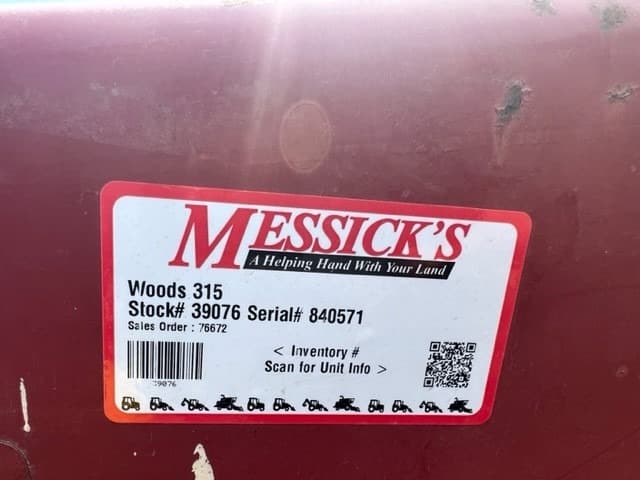 MESSICK'S
A Helping Hand With Your Land
Woods 315
Stock# 39076 Serial# 840571
Sales Order : 76672
< Inventory #
Scan for Unit Info >
39076